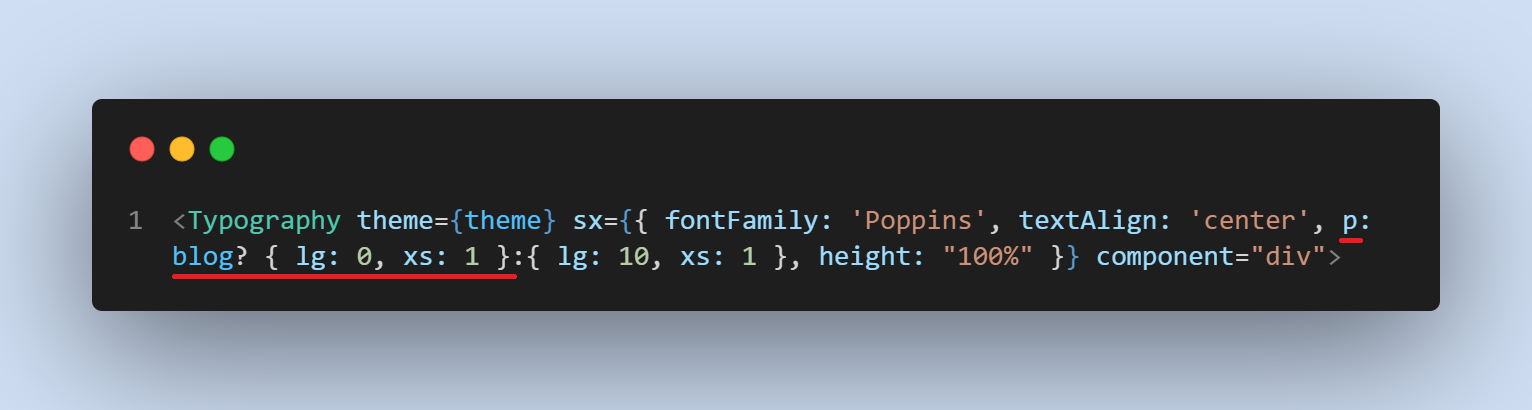 1 <Typography theme={theme} sx={{ fontFamily: 'Poppins', textAlign: 'center', p:
blog? { lg: 0, xs: 1 }:{ lg: 10, xs: 1 }, height: "100%" }} component="div">